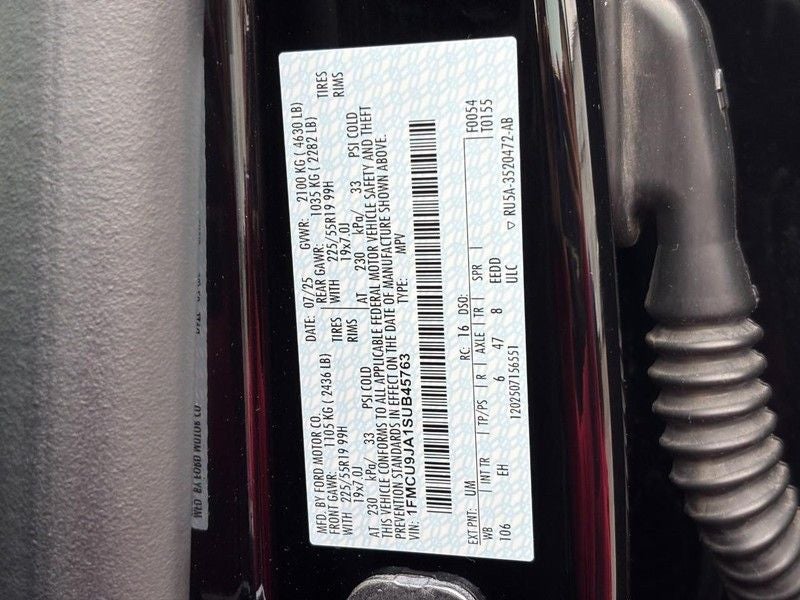 MFD. BY FORD MOTOR CO.
DATE: 07/25 GVWR: 2100 KG ( 4630 LB)
FRONT GAWR: 1105 KG ( 2436 LB) REAR GAWR: 1035 KG ( 2282 LB)
WITH 225/55R19 99H TIRES WITH 225/55R19 99H TIRES
19x7.0J RIMS 19x7.0J RIMS
AT 230 kPa/ 33 PSI COLD AT 230 kPa/ 33 PSI COLD
THIS VEHICLE CONFORMS TO ALL APPLICABLE FEDERAL MOTOR VEHICLE SAFETY AND THEFT
PREVENTION STANDARDS IN EFFECT ON THE DATE OF MANUFACTURE SHOWN ABOVE.
VIN: 1FMCU9JA1SUB45763 TYPE: MPV
EXT PNT: UM RC: 16 DSO: F0054
WB INT TR TP/PS R AXLE TR SPR T0155
106 EH 6 47 8 EEDD
1202507156551 ULC ▽ RU5A-3520472-AB